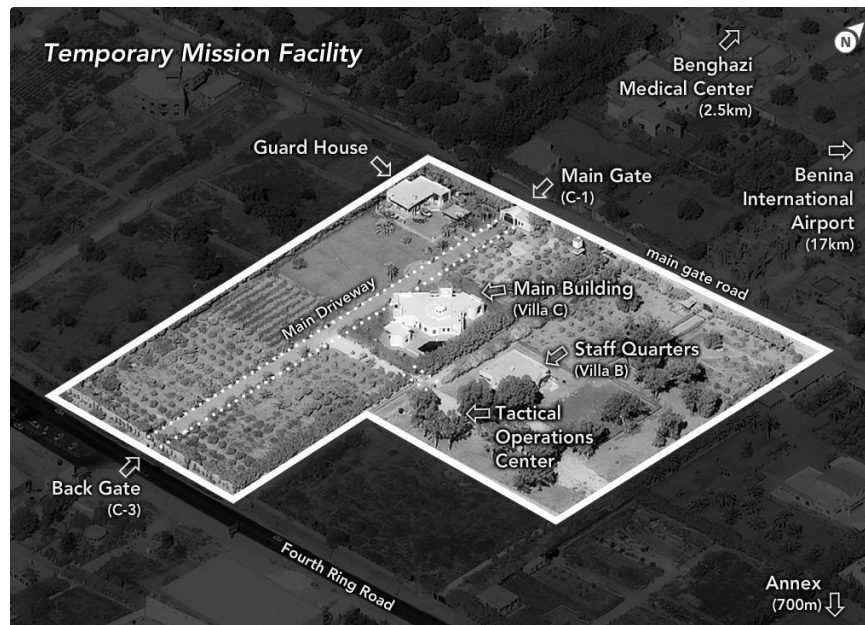 Temporary Mission Facility
N
Benghazi
Medical Center
(2.5km)
Guard House
Main Gate
(C-1)
Benina
International
Airport
(17km)
main gate road
Main Driveway
Main Building
(Villa C)
Staff Quarters
(Villa B)
Tactical
Operations
Center
Back Gate
(C-3)
Fourth Ring Road
Annex
(700m)